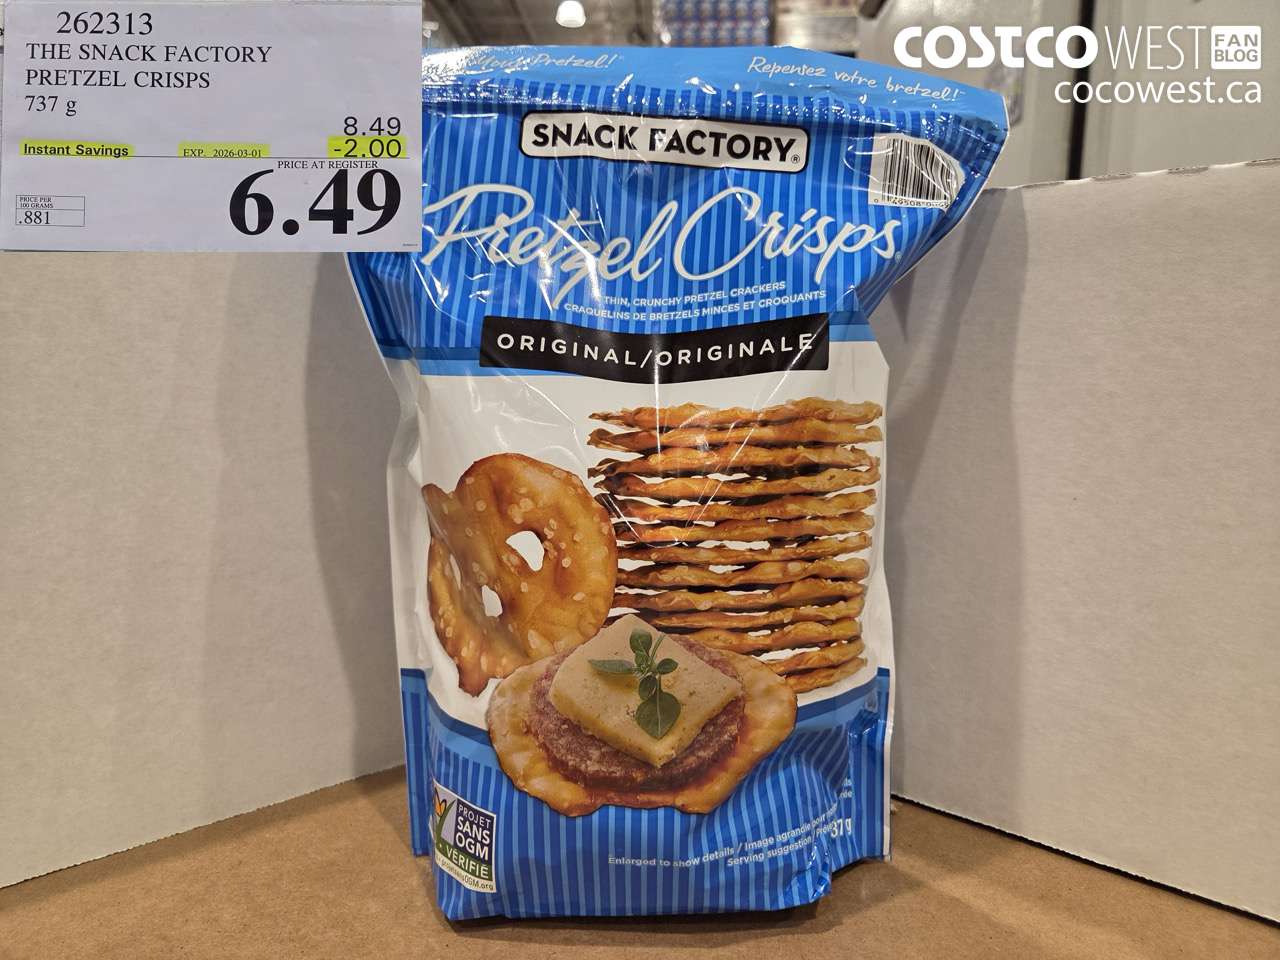 262313
THE SNACK FACTORY
PRETZEL CRISPS
737 g
8.49
Instant Savings EXP. 2026-03-01 -2.00
PRICE AT REGISTER
6.49
PRICE PER
100 GRAMS
.881
COSTCO WEST FAN BLOG
cocowest.ca
Pretzel!
Repensez votre bretzel!
SNACK FACTORY®
Pretzel Crisps®
THIN, CRUNCHY PRETZEL CRACKERS
CRAQUELINS DE BRETZELS MINCES ET CROQUANTS
ORIGINAL/ORIGINALE
PROJET
SANS
OGM
VÉRIFIÉ
Enlarged to show details / Image agrandie
Serving suggestion
37g